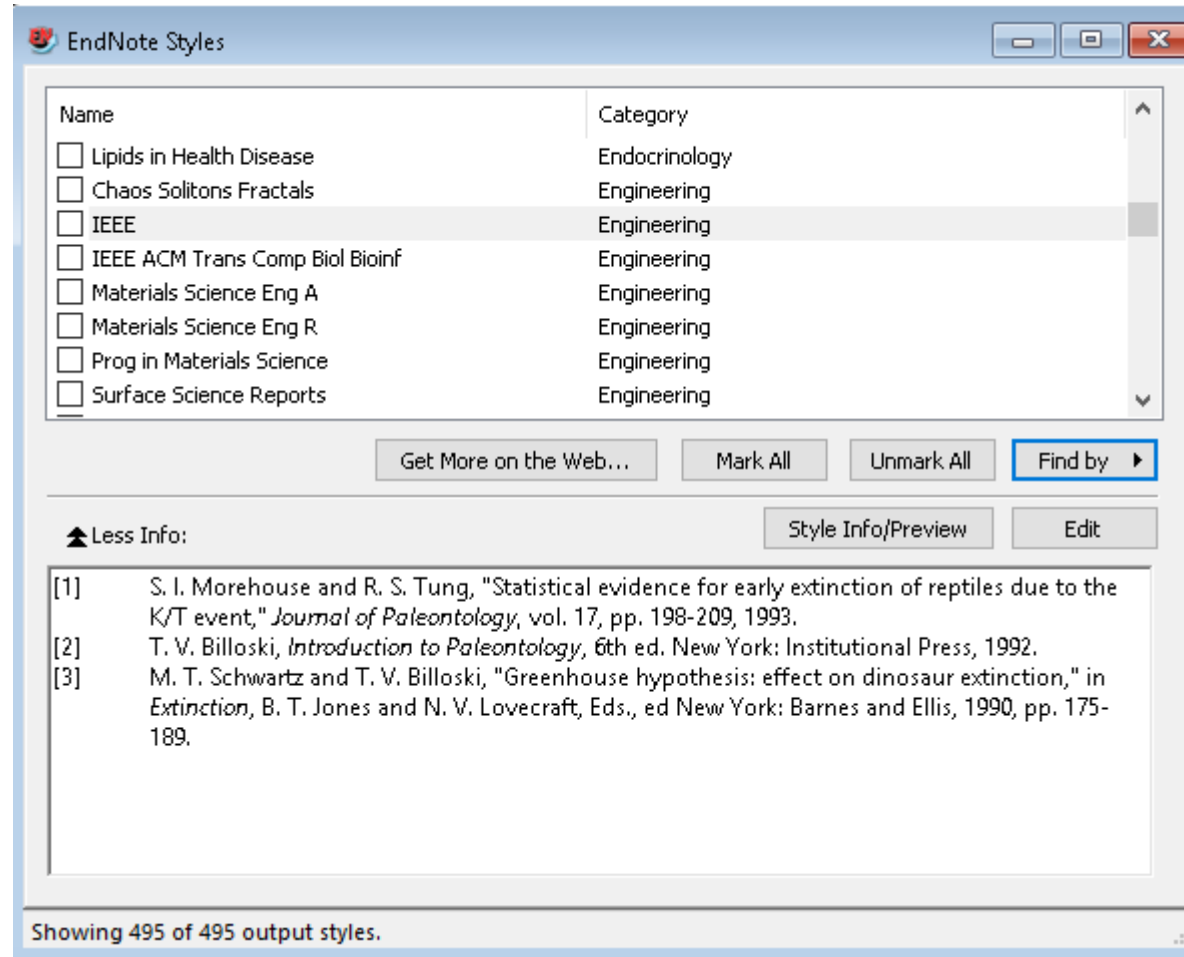 EndNote Styles
Name Category
Lipids in Health Disease Endocrinology
Chaos Solitons Fractals Engineering
IEEE Engineering
IEEE ACM Trans Comp Biol Bioinf Engineering
Materials Science Eng A Engineering
Materials Science Eng R Engineering
Prog in Materials Science Engineering
Surface Science Reports Engineering
Get More on the Web... Mark All Unmark All Find by
Less Info: Style Info/Preview Edit
[1] S. I. Morehouse and R. S. Tung, "Statistical evidence for early extinction of reptiles due to the
K/T event," Journal of Paleontology, vol. 17, pp. 198-209, 1993.
[2] T. V. Billoski, Introduction to Paleontology, 6th ed. New York: Institutional Press, 1992.
[3] M. T. Schwartz and T. V. Billoski, "Greenhouse hypothesis: effect on dinosaur extinction," in
Extinction, B. T. Jones and N. V. Lovecraft, Eds., ed New York: Barnes and Ellis, 1990, pp. 175-
189.
Showing 495 of 495 output styles.